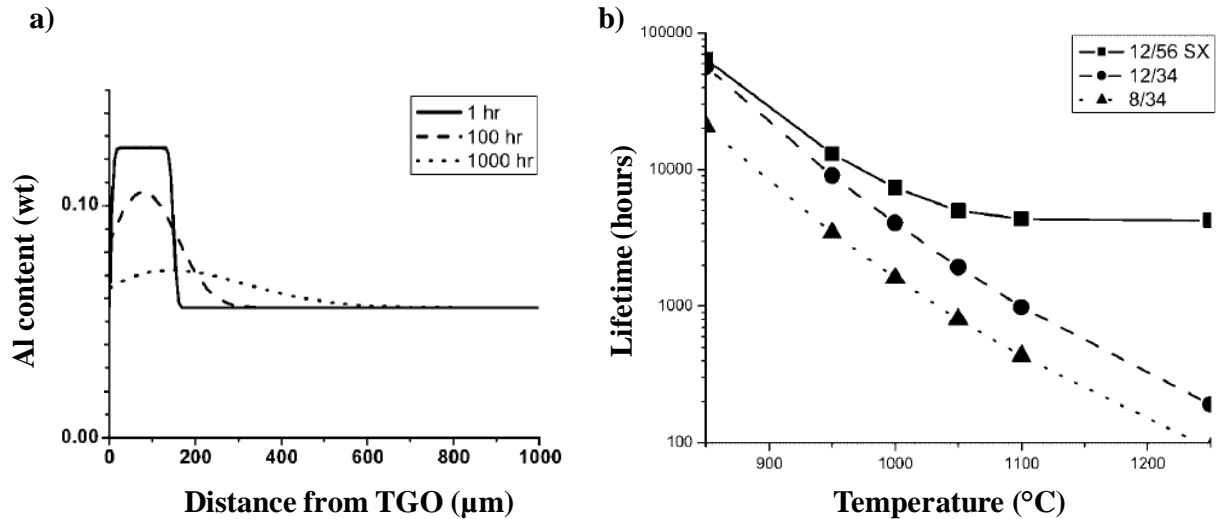 a)
1 hr
100 hr
1000 hr
0.10
0.00
Al content (wt)
0 200 400 600 800 1000
Distance from TGO (µm)
b)
100000
12/56 SX
12/34
8/34
10000
1000
100
Lifetime (hours)
900 1000 1100 1200
Temperature (°C)